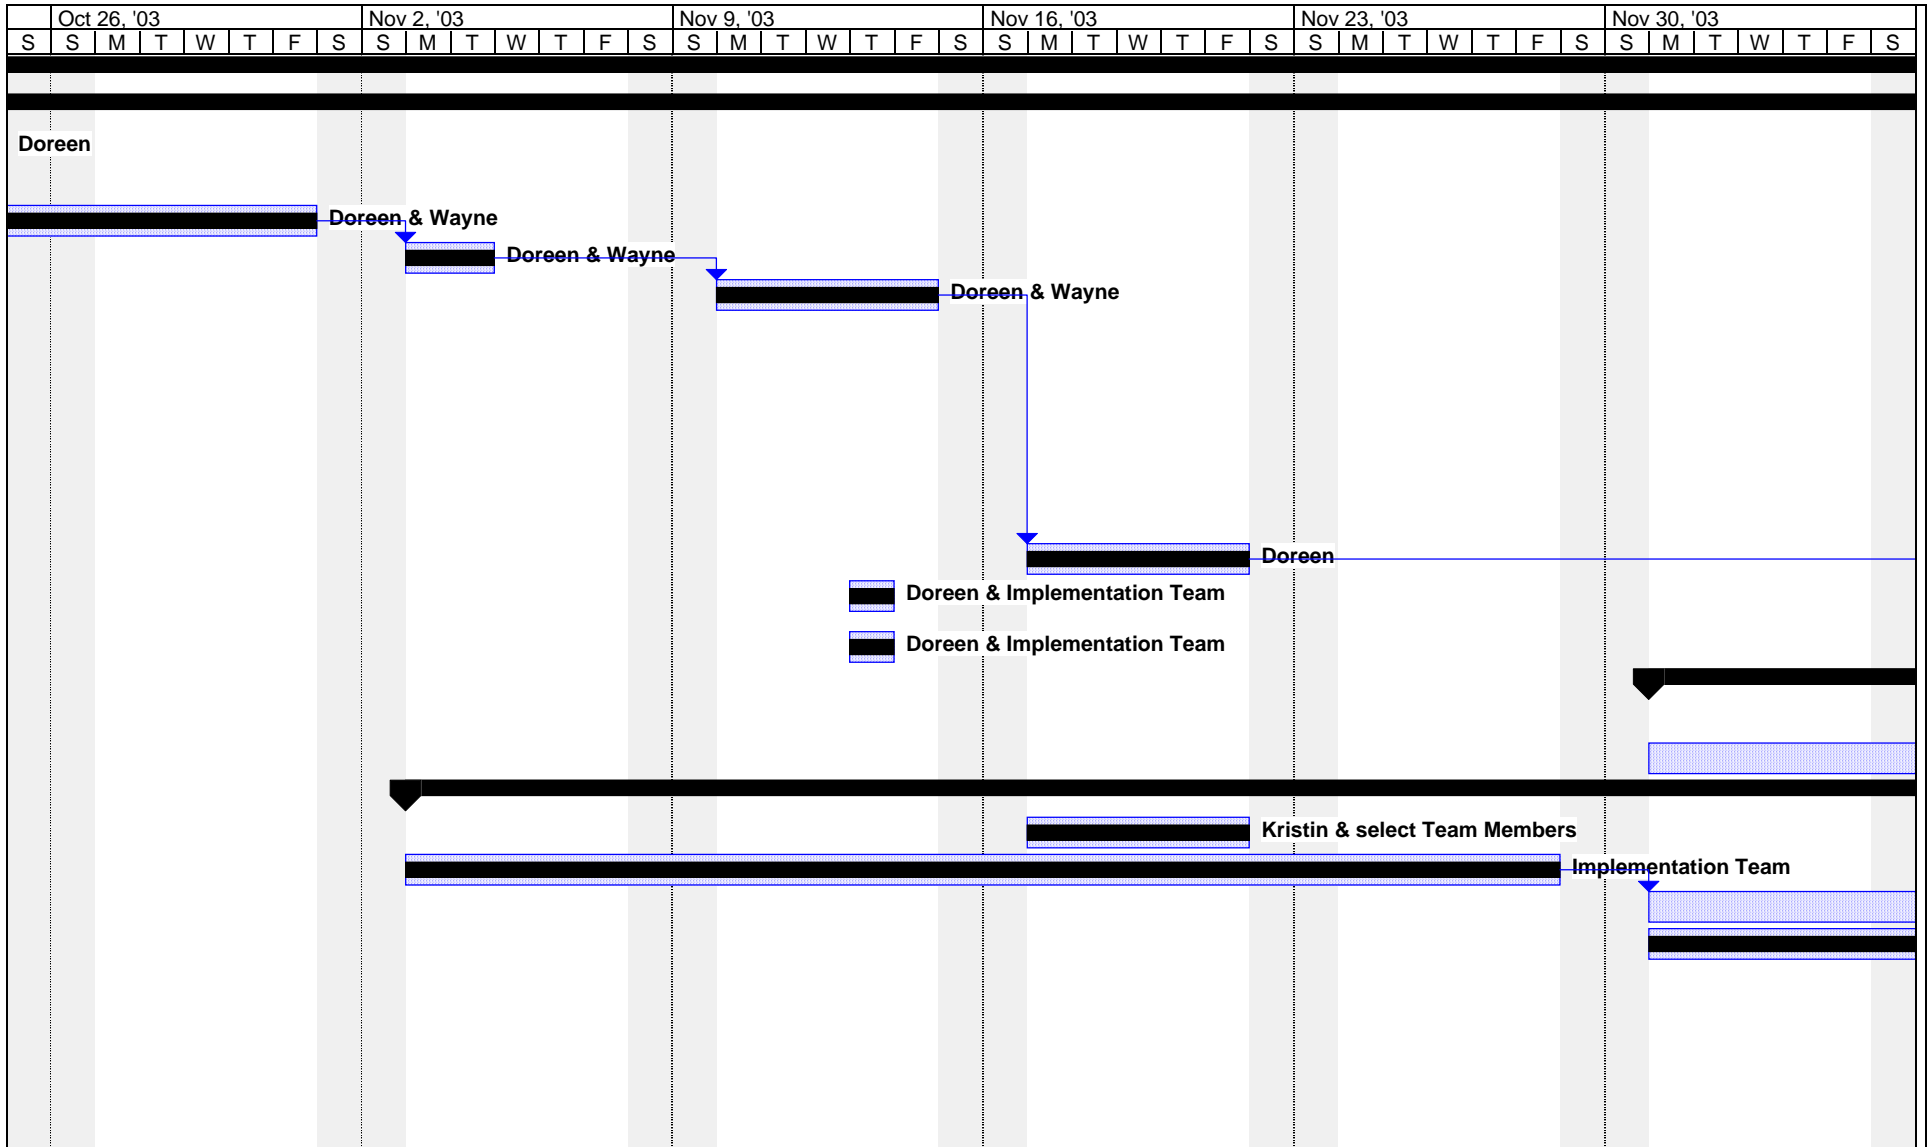 Oct 26, '03 Nov 2, '03 Nov 9, '03 Nov 16, '03 Nov 23, '03 Nov 30, '03
S S M T W T F S S M T W T F S S M T W T F S S M T W T F S S M T W T F S S M T W T F S
Doreen
Doreen & Wayne
Doreen & Wayne
Doreen & Wayne
Doreen
Doreen & Implementation Team
Doreen & Implementation Team
Kristin & select Team Members
Implementation Team